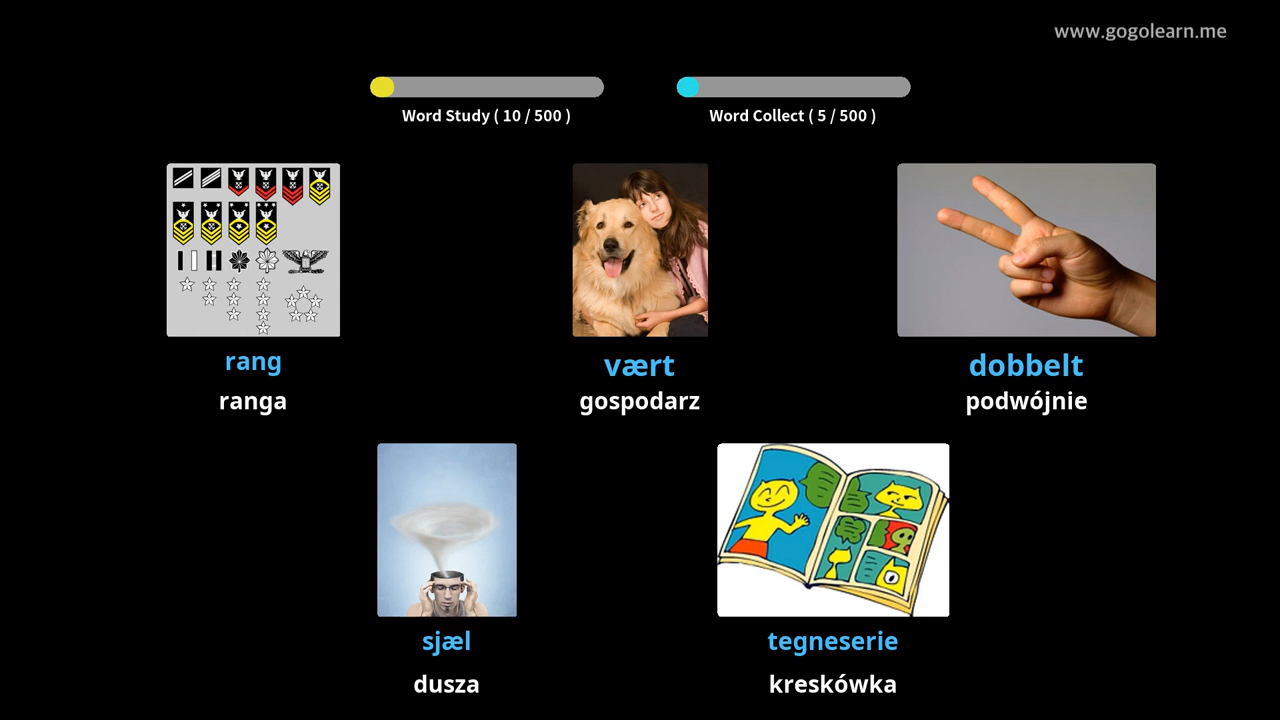 www.gogolearn.me
Word Study ( 10 / 500 )
Word Collect ( 5 / 500 )
rang
ranga
vært
gospodarz
dobbelt
podwójnie
sjæl
dusza
tegneserie
kreskówka